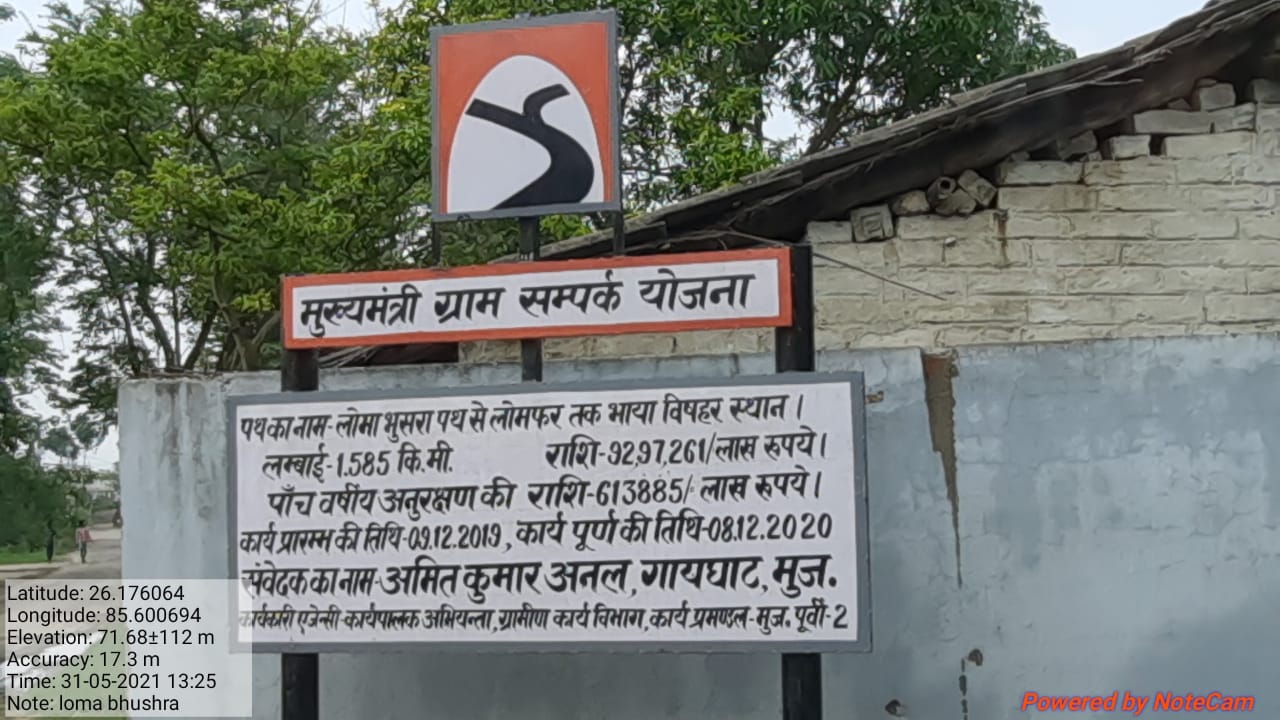 मुख्यमंत्री ग्राम सम्पर्क योजना
पथ का नाम-लोमा भुसरा पथ से लोमफर तक भाया विषहर स्थान।
लम्बाई-1.585 कि.मी. राशि-92,97,261/लाख रुपये।
पाँच वर्षीय अनुरक्षण की राशि-613885/- लाख रुपये।
कार्य प्रारम्भ की तिथि-09.12.2019, कार्य पूर्ण की तिथि-08.12.2020
संवेदक का नाम-अमित कुमार अनल, गायघाट, मुज.
कार्यकारी एजेन्सी-कार्यपालक अभियन्ता, ग्रामीण कार्य विभाग, कार्य प्रमण्डल-मुज. पूर्वी-2
Latitude: 26.176064
Longitude: 85.600694
Elevation: 71.68±112 m
Accuracy: 17.3 m
Time: 31-05-2021 13:25
Note: loma bhushra
Powered by NoteCam